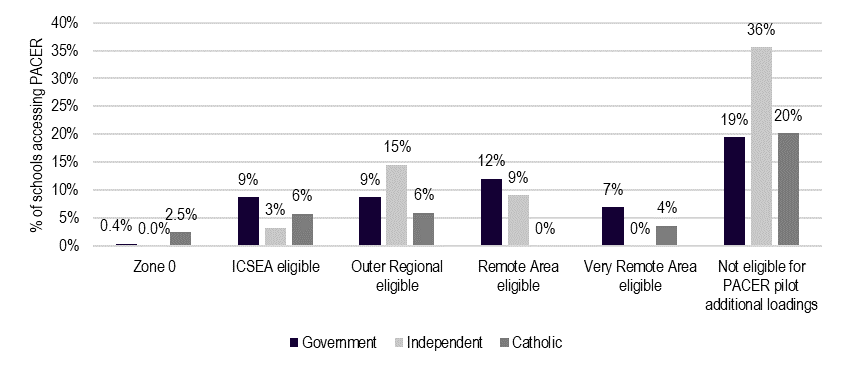 % of schools accessing PACER
40%
35%
30%
25%
20%
15%
10%
5%
0%
0.4% 0.0% 2.5%
9% 3% 6%
9% 15% 6%
12% 9% 0%
7% 0% 4%
19% 36% 20%
Zone 0
ICSEA eligible
Outer Regional
eligible
Remote Area
eligible
Very Remote Area
eligible
Not eligible for
PACER pilot
additional loadings
Government Independent Catholic